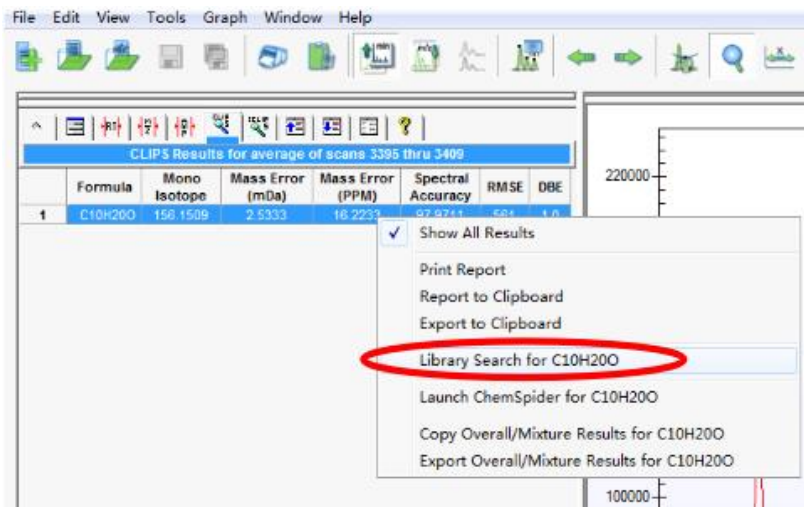 File Edit View Tools Graph Window Help
CLIPS Results for average of scans 3395 thru 3409
Formula Mono Isotope Mass Error (mDa) Mass Error (PPM) Spectral Accuracy RMSE DBE
1 C10H20O 156.1509 2.5333 16.2233 97.9711 561 1.0
Show All Results
Print Report
Report to Clipboard
Export to Clipboard
Library Search for C10H20O
Launch ChemSpider for C10H20O
Copy Overall/Mixture Results for C10H20O
Export Overall/Mixture Results for C10H20O
220000
100000